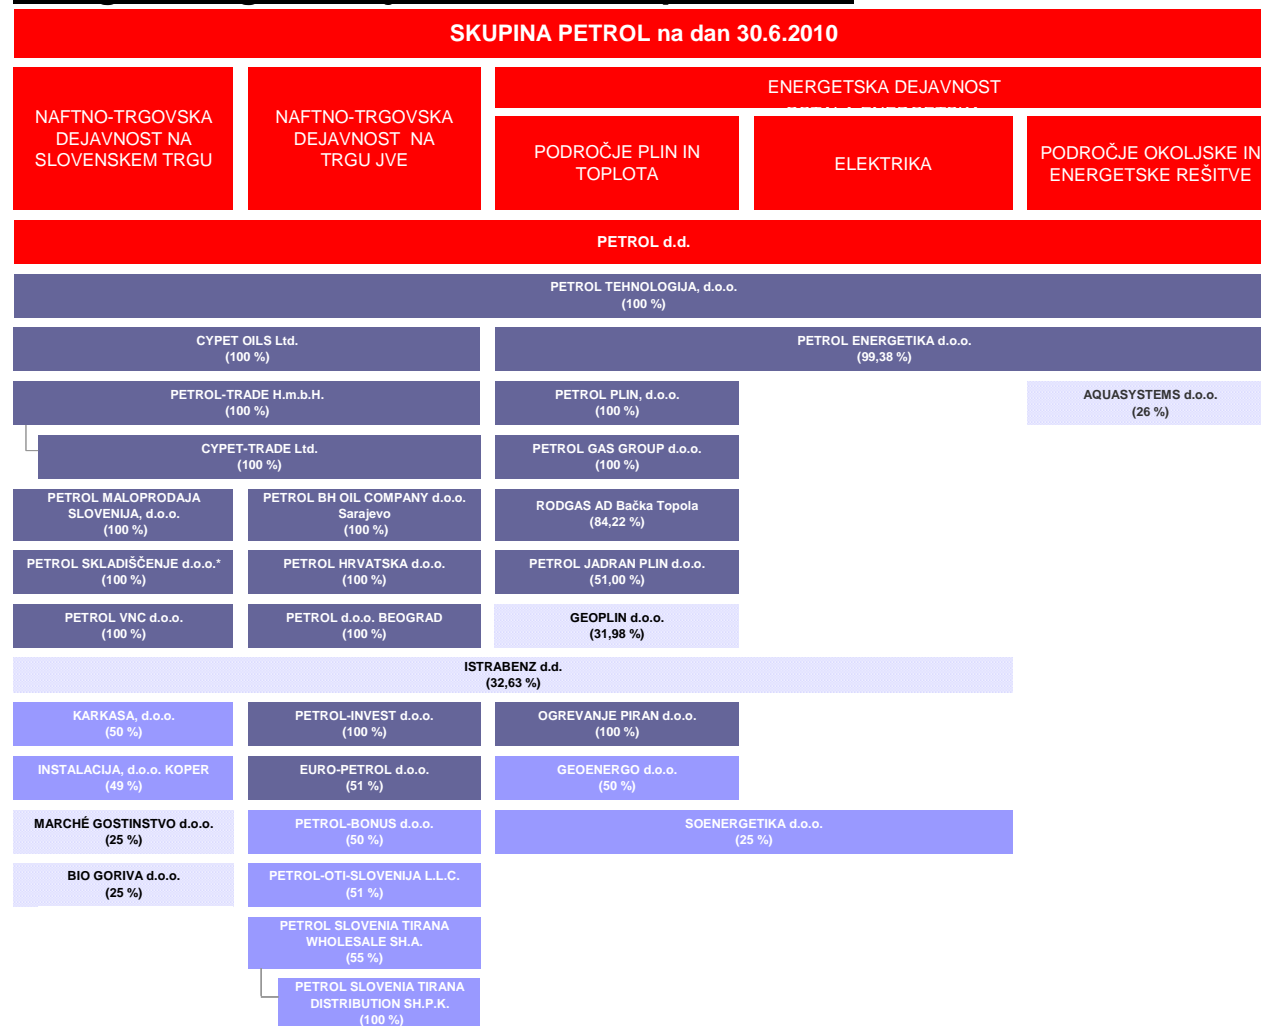 SKUPINA PETROL na dan 30.6.2010
NAFTNO-TRGOVSKA
DEJAVNOST NA
SLOVENSKEM TRGU
NAFTNO-TRGOVSKA
DEJAVNOST NA
TRGU JVE
ENERGETSKA DEJAVNOST
PODROČJE PLIN IN
TOPLOTA
ELEKTRIKA
PODROČJE OKOLJSKE IN
ENERGETSKE REŠITVE
PETROL d.d.
PETROL TEHNOLOGIJA, d.o.o.
(100 %)
CYPET OILS Ltd.
(100 %)
PETROL ENERGETIKA d.o.o.
(99,38 %)
PETROL-TRADE H.m.b.H.
(100 %)
PETROL PLIN, d.o.o.
(100 %)
AQUASYSTEMS d.o.o.
(26 %)
CYPET-TRADE Ltd.
(100 %)
PETROL GAS GROUP d.o.o.
(100 %)
PETROL MALOPRODAJA
SLOVENIJA, d.o.o.
(100 %)
PETROL BH OIL COMPANY d.o.o.
Sarajevo
(100 %)
RODGAS AD Bačka Topola
(84,22 %)
PETROL SKLADIŠČENJE d.o.o.*
(100 %)
PETROL HRVATSKA d.o.o.
(100 %)
PETROL JADRAN PLIN d.o.o.
(51,00 %)
PETROL VNC d.o.o.
(100 %)
PETROL d.o.o. BEOGRAD
(100 %)
GEOPLIN d.o.o.
(31,98 %)
ISTRABENZ d.d.
(32,63 %)
KARKASA, d.o.o.
(50 %)
PETROL-INVEST d.o.o.
(100 %)
OGREVANJE PIRAN d.o.o.
(100 %)
INSTALACIJA, d.o.o. KOPER
(49 %)
EURO-PETROL d.o.o.
(51 %)
GEOENERGO d.o.o.
(50 %)
MARCHÉ GOSTINSTVO d.o.o.
(25 %)
PETROL-BONUS d.o.o.
(50 %)
SOENERGETIKA d.o.o.
(25 %)
BIO GORIVA d.o.o.
(25 %)
PETROL-OTI-SLOVENIJA L.L.C.
(51 %)
PETROL SLOVENIA TIRANA
WHOLESALE SH.A.
(55 %)
PETROL SLOVENIA TIRANA
DISTRIBUTION SH.P.K.
(100 %)